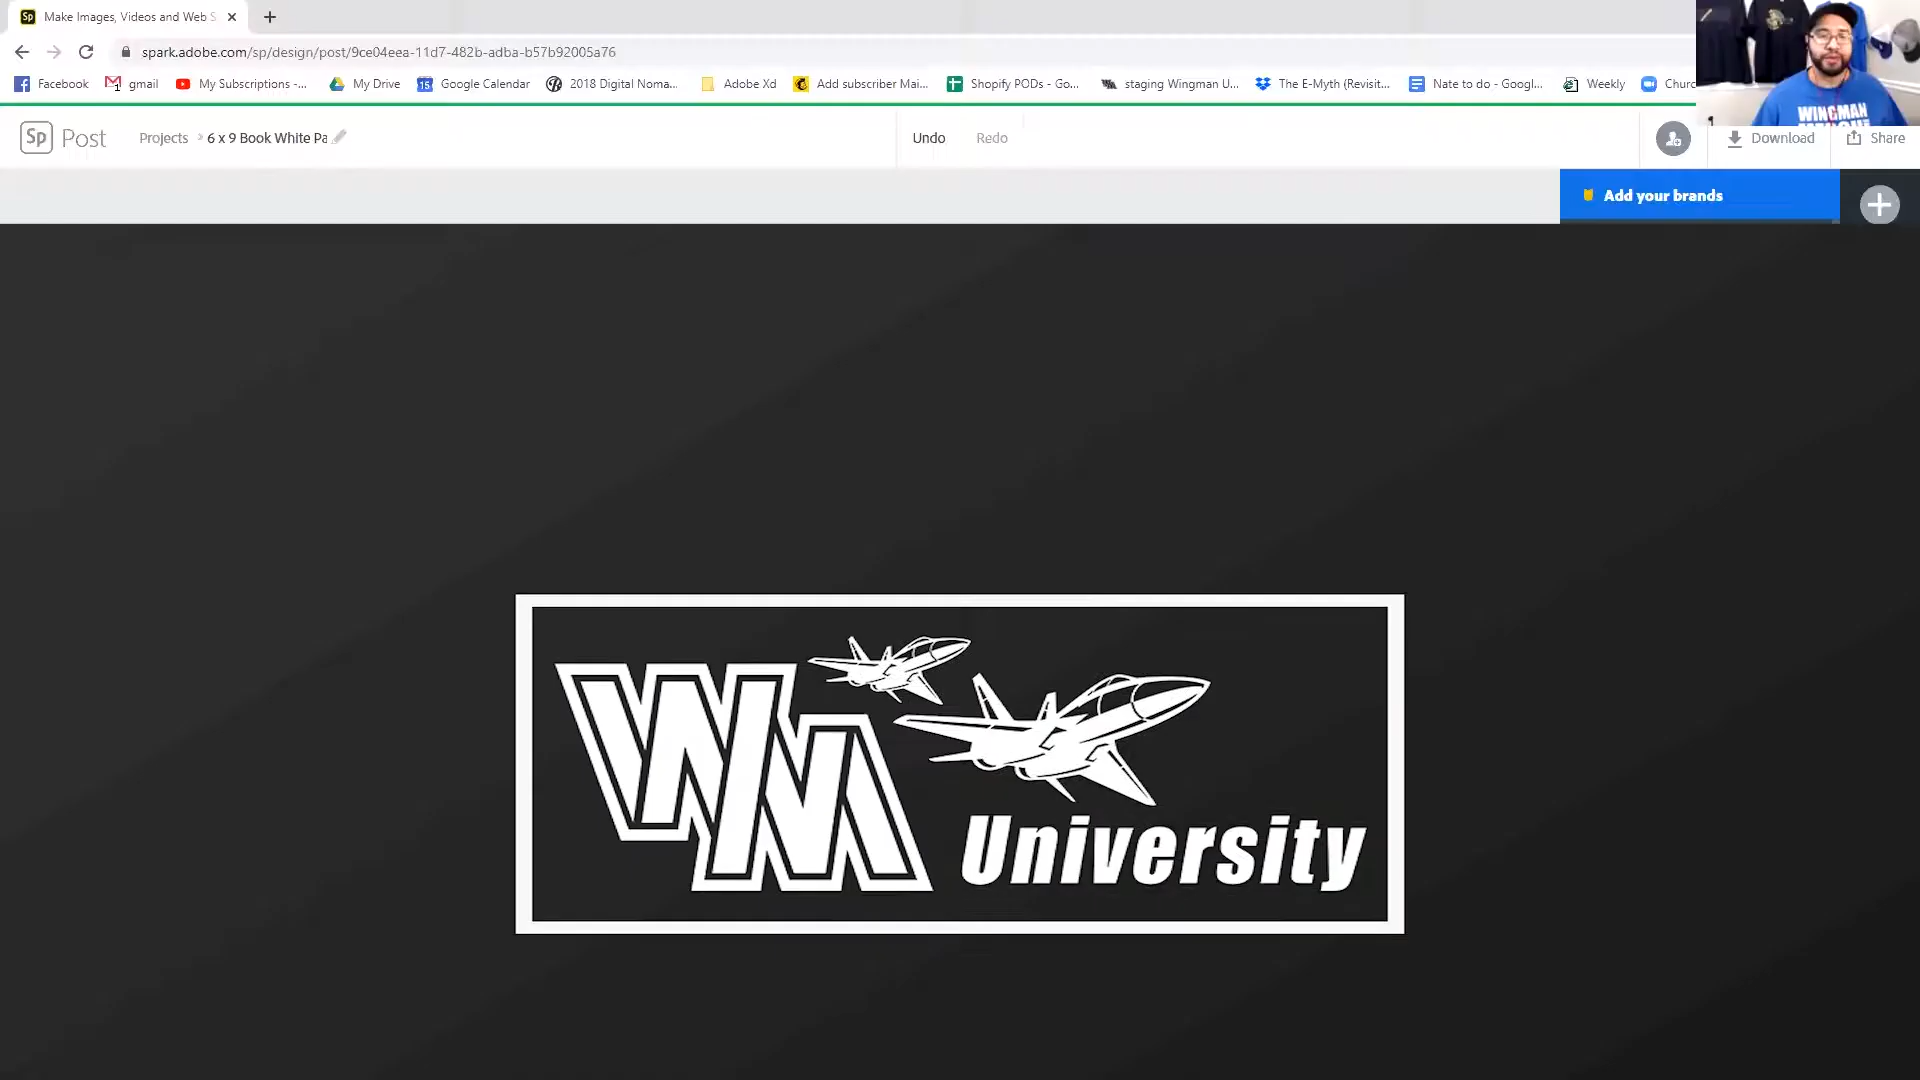 Sp Make Images, Videos and Web S
spark.adobe.com/sp/design/post/9ce04eea-11d7-482b-adba-b57b92005a76
Facebook gmail My Subscriptions -... My Drive 15 Google Calendar 2018 Digital Noma... Adobe Xd Add subscriber Mai... Shopify PODs - Go... staging Wingman U... The E-Myth (Revisit... Nate to do - Googl... Weekly Churc
WINGMAN
Sp Post Projects > 6 x 9 Book White Pa Undo Redo Download Share
Add your brands
WM
University